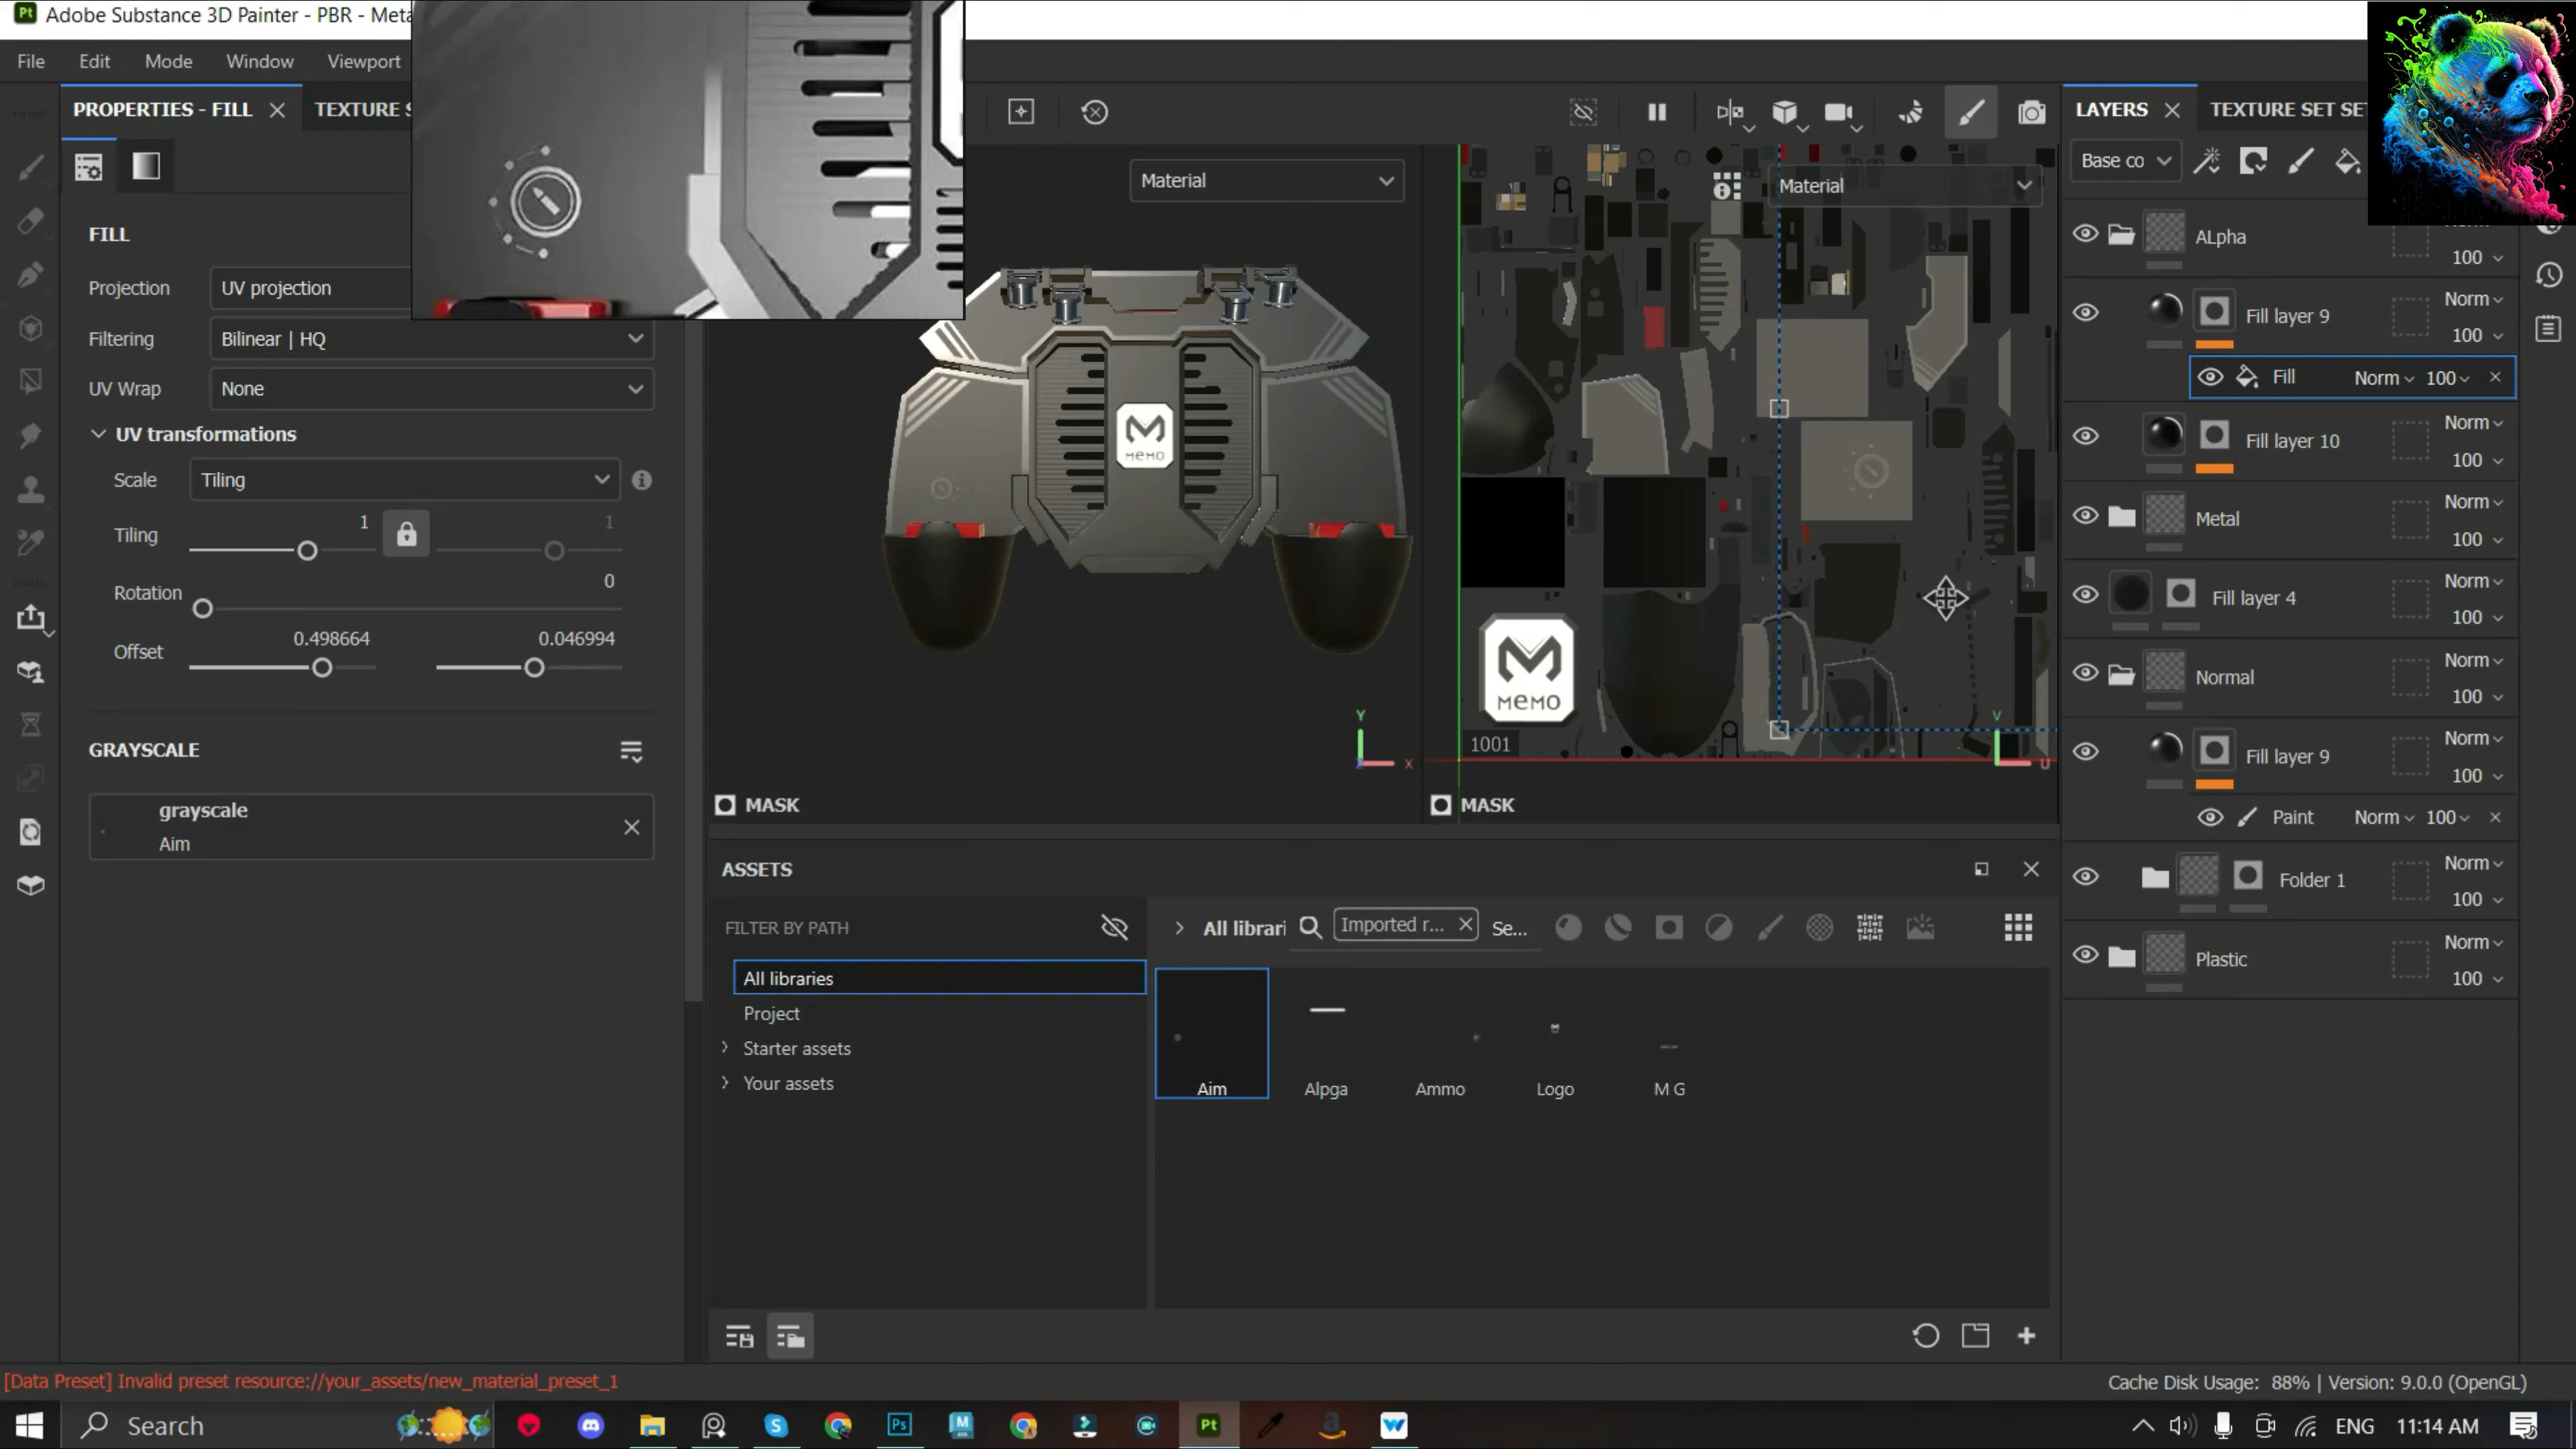 Adobe Substance 3D Painter - PBR - Meta
File Edit Mode Window Viewport
PROPERTIES - FILL
TEXTURE S
FILL
Projection UV projection
Filtering Bilinear | HQ
UV Wrap None
UV transformations
Scale Tiling
Tiling 1 1
Rotation 0
Offset 0.498664 0.046994
GRAYSCALE
grayscale
Aim
Material
Material
MEMO
MEMO
1001
Y
X
V
U
MASK
MASK
ASSETS
FILTER BY PATH
All libraries
Project
Starter assets
Your assets
All librari Imported r... Se...
Aim Alpga Ammo Logo M G
LAYERS
TEXTURE SET SET
Base co
ALpha
100
Fill layer 9 Norm
100
Fill Norm 100
Fill layer 10 Norm
100
Metal Norm
100
Fill layer 4 Norm
100
Normal Norm
100
Fill layer 9 Norm
100
Paint Norm 100
Folder 1 Norm
100
Plastic Norm
100
[Data Preset] Invalid preset resource://your_assets/new_material_preset_1
Cache Disk Usage: 88% | Version: 9.0.0 (OpenGL)
Search
Ps
Pt
ENG 11:14 AM